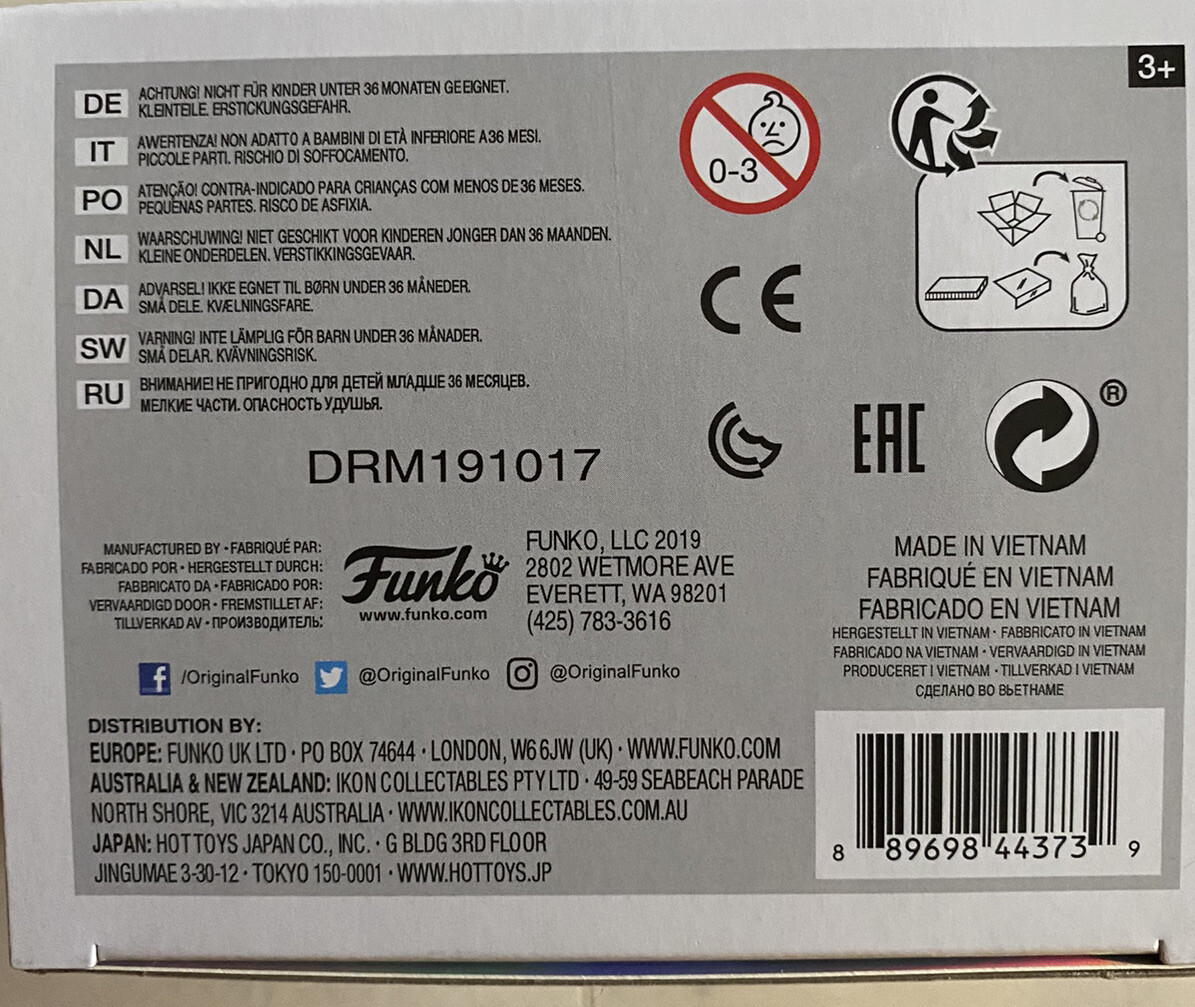 3+
DE
ACHTUNG! NICHT FÜR KINDER UNTER 36 MONATEN GEEIGNET.
KLEINTEILE. ERSTICKUNGSGEFAHR.
IT
AWERTENZA! NON ADATTO A BAMBINI DI ETÀ INFERIORE A36 MESI.
PICCOLE PARTI. RISCHIO DI SOFFOCAMENTO.
PO
ATENÇÃO! CONTRA-INDICADO PARA CRIANÇAS COM MENOS DE 36 MESES.
PEQUENAS PARTES. RISCO DE ASFIXIA.
NL
WAARSCHUWING! NIET GESCHIKT VOOR KINDEREN JONGER DAN 36 MAANDEN.
KLEINE ONDERDELEN. VERSTIKKINGSGEVAAR.
DA
ADVARSEL! IKKE EGNET TIL BØRN UNDER 36 MÅNEDER.
SMÅ DELE. KVÆLNINGSFARE.
SW
VARNING! INTE LÄMPLIG FÖR BARN UNDER 36 MÅNADER.
SMÅ DELAR. KVÄVNINGSRISK.
RU
ВНИМАНИЕ! НЕ ПРИГОДНО ДЛЯ ДЕТЕЙ МЛАДШЕ 36 МЕСЯЦЕВ.
МЕЛКИЕ ЧАСТИ. ОПАСНОСТЬ УДУШЬЯ.
0-3
CE
EAC
®
DRM191017
MANUFACTURED BY • FABRIQUÉ PAR:
FABRICADO POR • HERGESTELLT DURCH:
FABBRICATO DA • FABRICADO POR:
VERVAARDIGD DOOR • FREMSTILLET AF:
TILLVERKAD AV • ПРОИЗВОДИТЕЛЬ:
Funko
www.funko.com
FUNKO, LLC 2019
2802 WETMORE AVE
EVERETT, WA 98201
(425) 783-3616
MADE IN VIETNAM
FABRIQUÉ EN VIETNAM
FABRICADO EN VIETNAM
HERGESTELLT IN VIETNAM • FABBRICATO IN VIETNAM
FABRICADO NA VIETNAM • VERVAARDIGD IN VIETNAM
PRODUCERET I VIETNAM • TILLVERKAD I VIETNAM
СДЕЛАНО ВО ВЬЕТНАМЕ
f /OriginalFunko @OriginalFunko @OriginalFunko
DISTRIBUTION BY:
EUROPE: FUNKO UK LTD • PO BOX 74644 • LONDON, W6 6JW (UK) • WWW.FUNKO.COM
AUSTRALIA & NEW ZEALAND: IKON COLLECTABLES PTY LTD • 49-59 SEABEACH PARADE
NORTH SHORE, VIC 3214 AUSTRALIA • WWW.IKONCOLLECTABLES.COM.AU
JAPAN: HOT TOYS JAPAN CO., INC. • G BLDG 3RD FLOOR
JINGUMAE 3-30-12 • TOKYO 150-0001 • WWW.HOTTOYS.JP
8 89698 44373 9